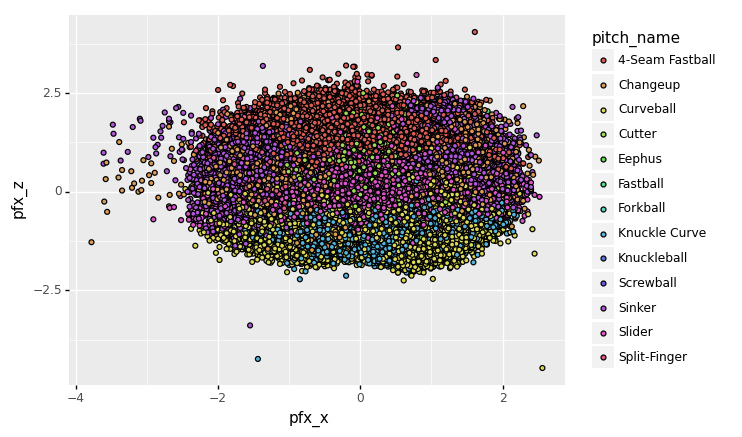 pitch_name
4-Seam Fastball
Changeup
Curveball
Cutter
Eephus
Fastball
Forkball
Knuckle Curve
Knuckleball
Screwball
Sinker
Slider
Split-Finger
pfx_z
2.5
0
−2.5
−4 −2 0 2
pfx_x